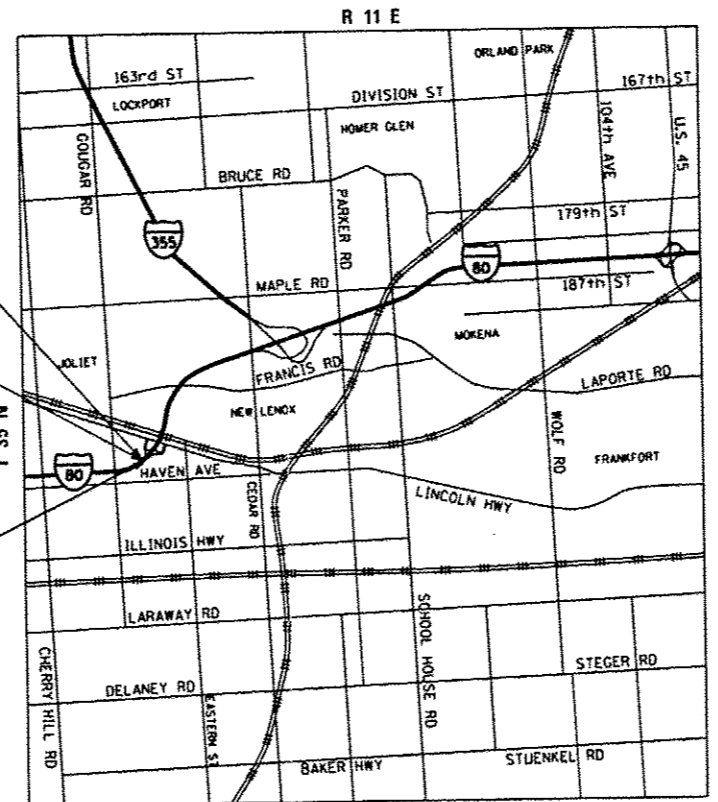 R 11 E
ORLAND PARK
163rd ST
167th ST
LOCKPORT
DIVISION ST
HOMER GLEN
104th AVE
U.S. 45
COUGAR RD
BRUCE RD
PARKER RD
179th ST
355
80
MAPLE RD
187th ST
MOKENA
JOLIET
FRANCIS RD
LAPORTE RD
NEW LENOX
WOLF RD
FRANKFORT
80
HAVEN AVE
CEDAR RD
LINCOLN HWY
ILLINOIS HWY
LARAWAY RD
SCHOOL HOUSE RD
CHERRY HILL RD
STEGER RD
DELANEY RD
EASTERN ST
BAKER HWY
STUENKEL RD